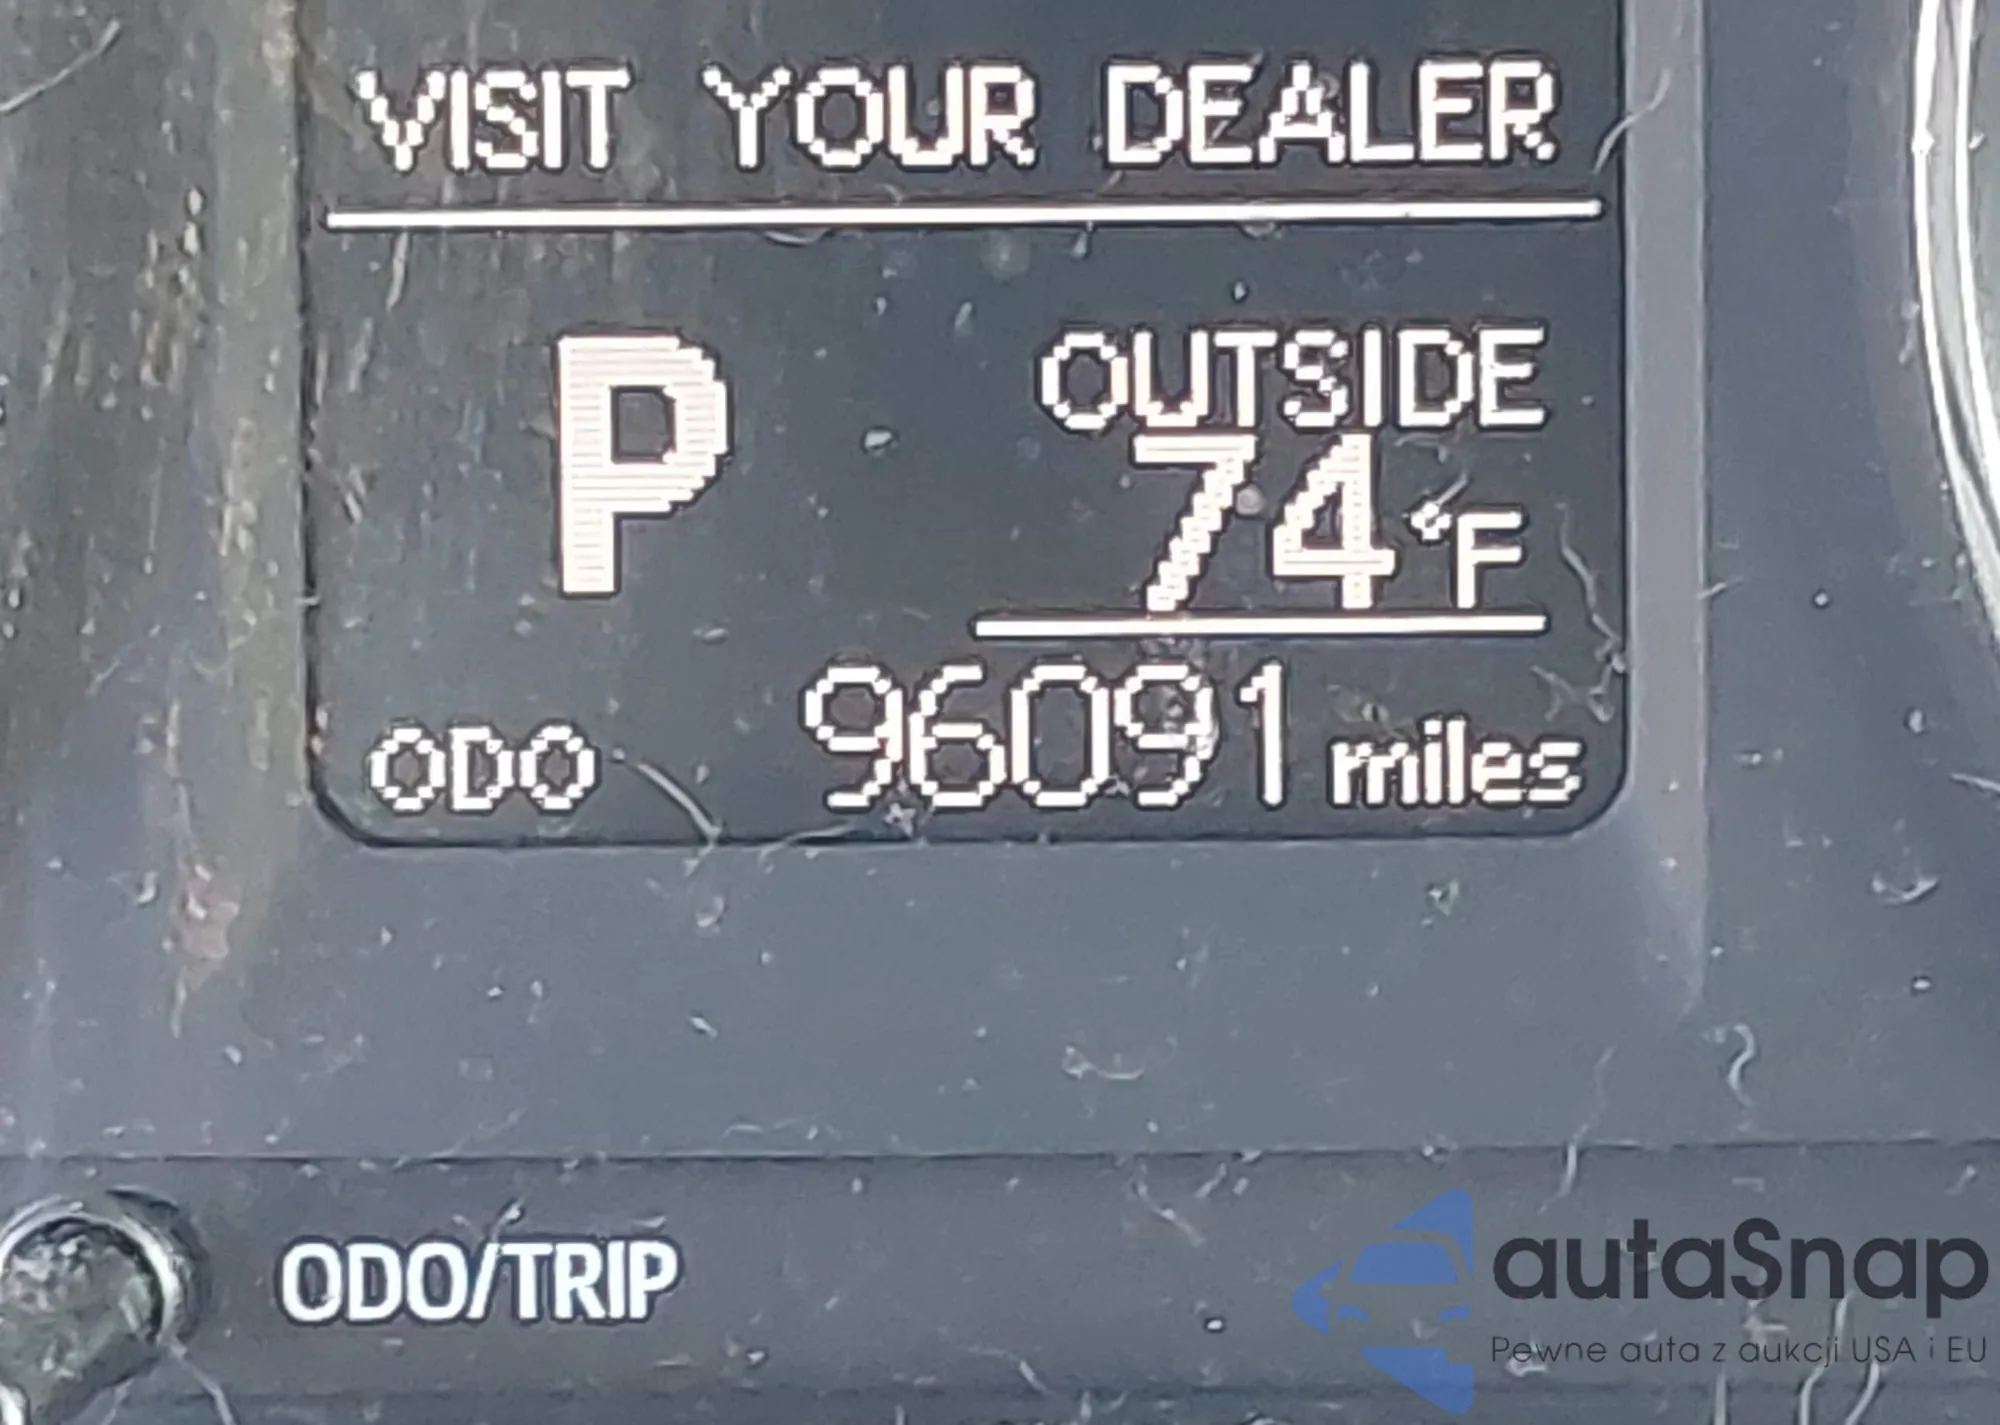 VISIT YOUR DEALER
P
OUTSIDE
74°F
ODO 96091 miles
ODO/TRIP
autaSnap
Pewne auta z aukcji USA i EU